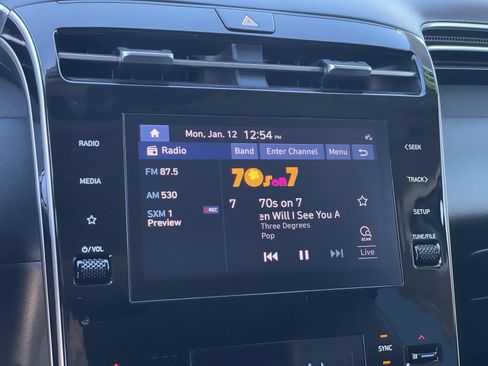 Mon, Jan. 12 12:54 PM
Radio Band Enter Channel Menu
FM 87.5
AM 530
SXM 1
Preview
REC
70s on 7
7 70s on 7
en Will I See You A
Three Degrees
Pop
SCAN
Live
RADIO
MEDIA
/VOL
< SEEK
TRACK >
SETUP
TUNE/FILE
SYNC